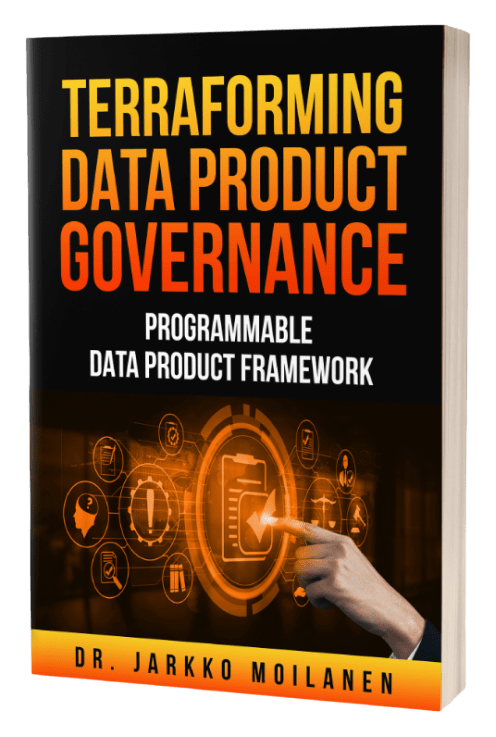 TERRAFORMING
DATA PRODUCT
GOVERNANCE
PROGRAMMABLE
DATA PRODUCT FRAMEWORK
?
!
DR. JARKKO MOILANEN